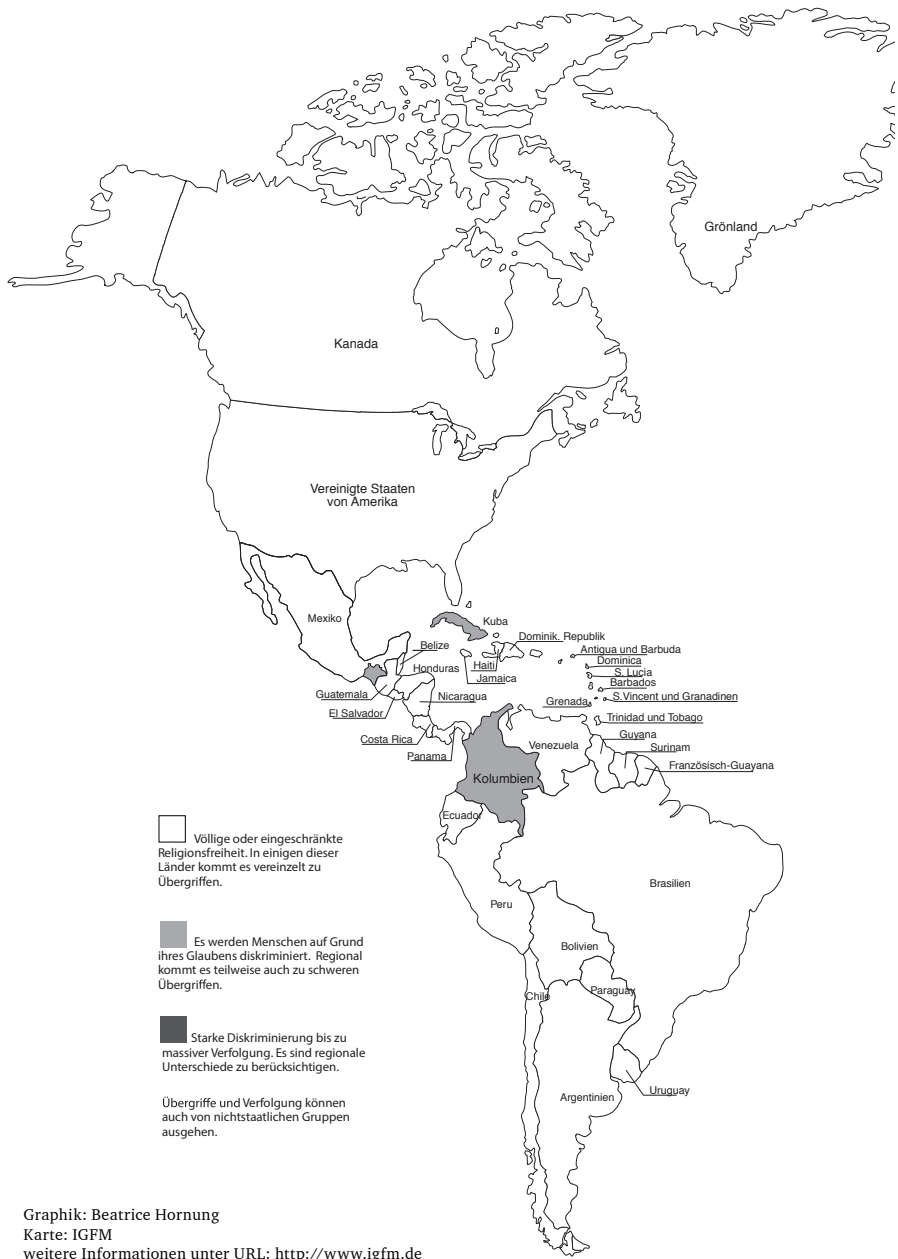 Grönland
Kanada
Vereinigte Staaten
von Amerika
Mexiko
Kuba
Dominik. Republik
Belize
Antigua und Barbuda
Dominica
Honduras
Haiti
S. Lucia
Jamaica
Barbados
Guatemala
Nicaragua
Grenada
S.Vincent und Granadinen
El Salvador
Trinidad und Tobago
Costa Rica
Guyana
Venezuela
Surinam
Panama
Französisch-Guayana
Kolumbien
Ecuador
Brasilien
Peru
Bolivien
Chile
Paraguay
Uruguay
Argentinien
Völlige oder eingeschränkte
Religionsfreiheit. In einigen dieser
Länder kommt es vereinzelt zu
Übergriffen.
Es werden Menschen auf Grund
ihres Glaubens diskriminiert. Regional
kommt es teilweise auch zu schweren
Übergriffen.
Starke Diskriminierung bis zu
massiver Verfolgung. Es sind regionale
Unterschiede zu berücksichtigen.
Übergriffe und Verfolgung können
auch von nichtstaatlichen Gruppen
ausgehen.
Graphik: Beatrice Hornung
Karte: IGFM
weitere Informationen unter URL: http://www.igfm.de